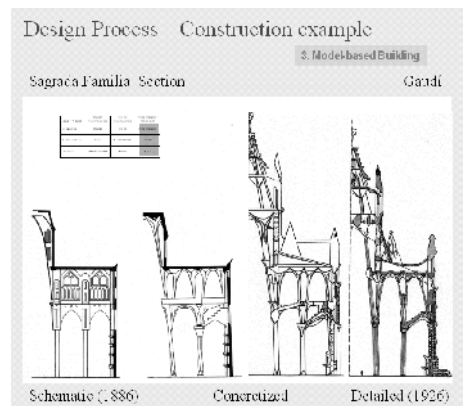 Design Process Construction example
3. Model-based Building
Sagrada Familia Section Gaudí
Schematic (1886) Concretized Detailed (1926)